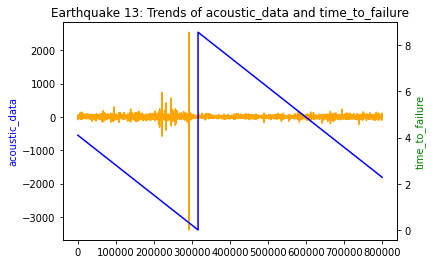 Earthquake 13: Trends of acoustic_data and time_to_failure
2000
1000
0
−1000
−2000
−3000
acoustic_data
8
6
4
2
0
time_to_failure
0 100000 200000 300000 400000 500000 600000 700000 800000